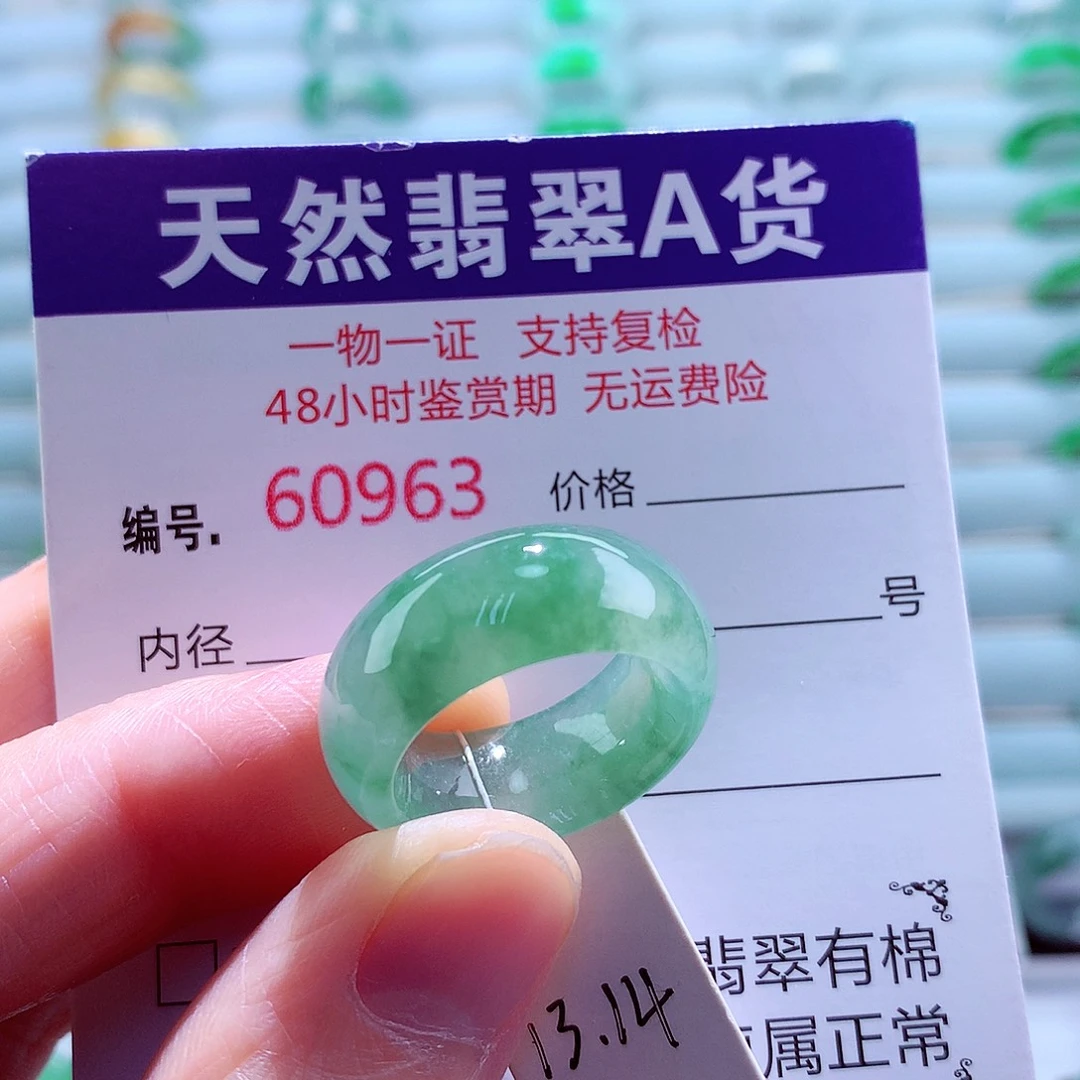 天然翡翠A货
一物一证 支持复检
48小时鉴赏期 无运费险
编号. 60963 价格
内径 号
翡翠有棉
属正常
13.14